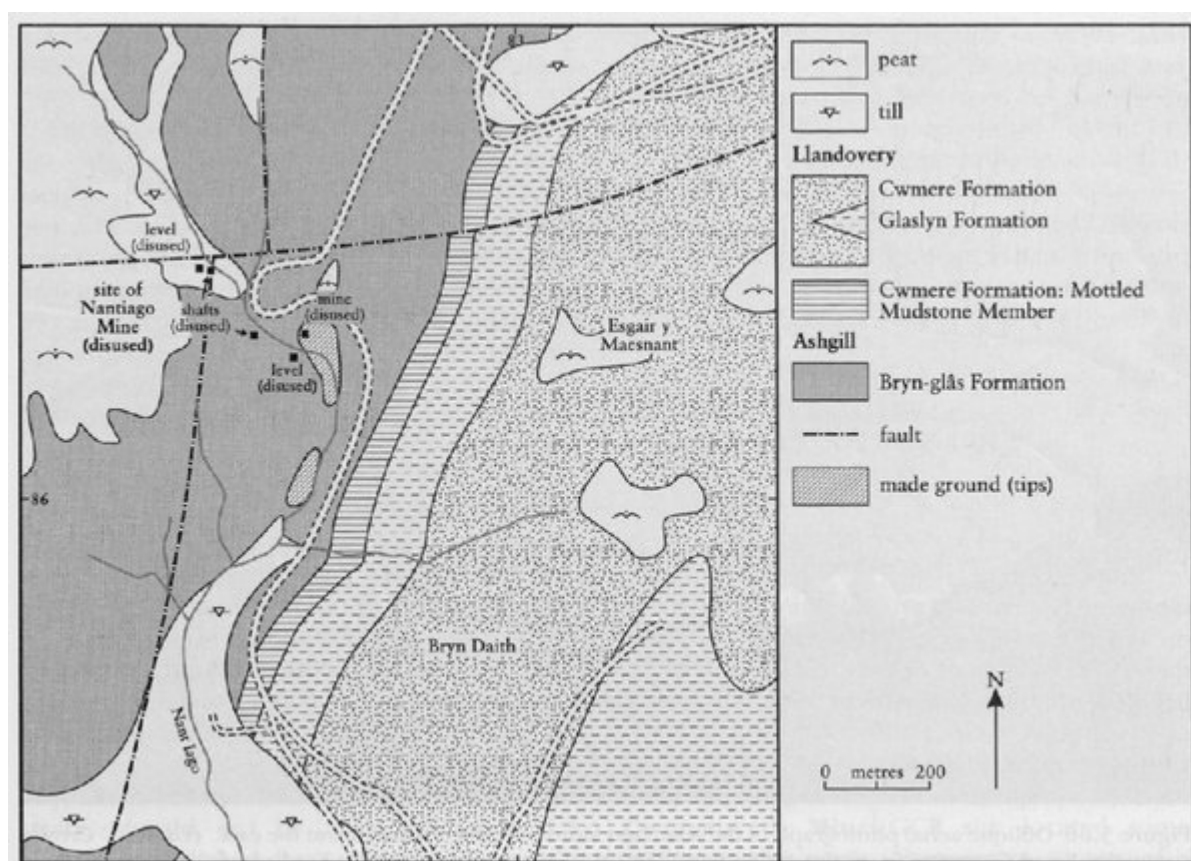 83
level
(disused)
site of
Nantiago
Mine
(disused)
shafts
(disused)
mine
(disused)
level
(disused)
Esgair y
Maesnant
86
Bryn Daith
Nant Iago
peat
till
Llandovery
Cwmere Formation
Glaslyn Formation
Cwmere Formation: Mottled
Mudstone Member
Ashgill
Bryn-glâs Formation
fault
made ground (tips)
N
0 metres 200